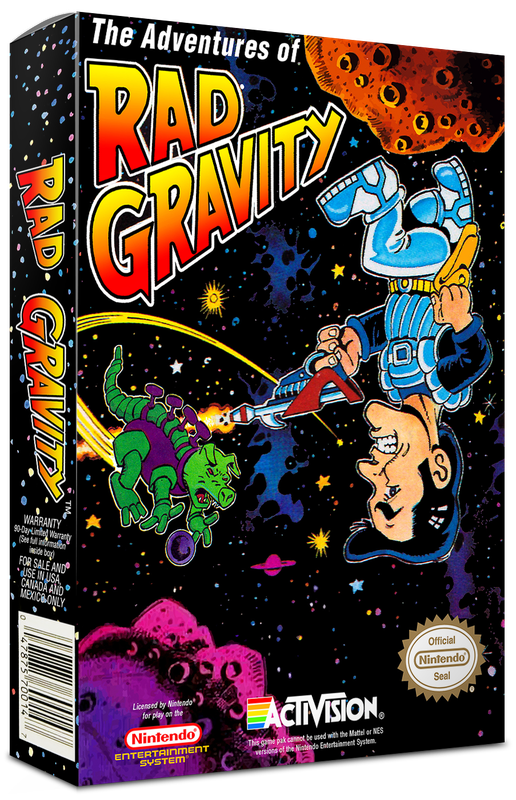 The Adventures of
RAD
GRAVITY
RAD GRAVITY™
WARRANTY
90-Day Limited Warranty
(See full information
inside box)
FOR SALE AND
USE IN USA,
CANADA AND
MEXICO ONLY
Official
Nintendo
Seal
Licensed by Nintendo®
for play on the
Nintendo
ENTERTAINMENT
SYSTEM®
ACTIVISION®
This game pak cannot be used with the Mattel or NES
versions of the Nintendo Entertainment System.